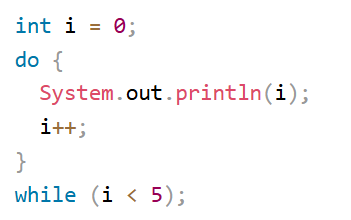 int i = 0;
do {
  System.out.println(i);
  i++;
}
while (i < 5);